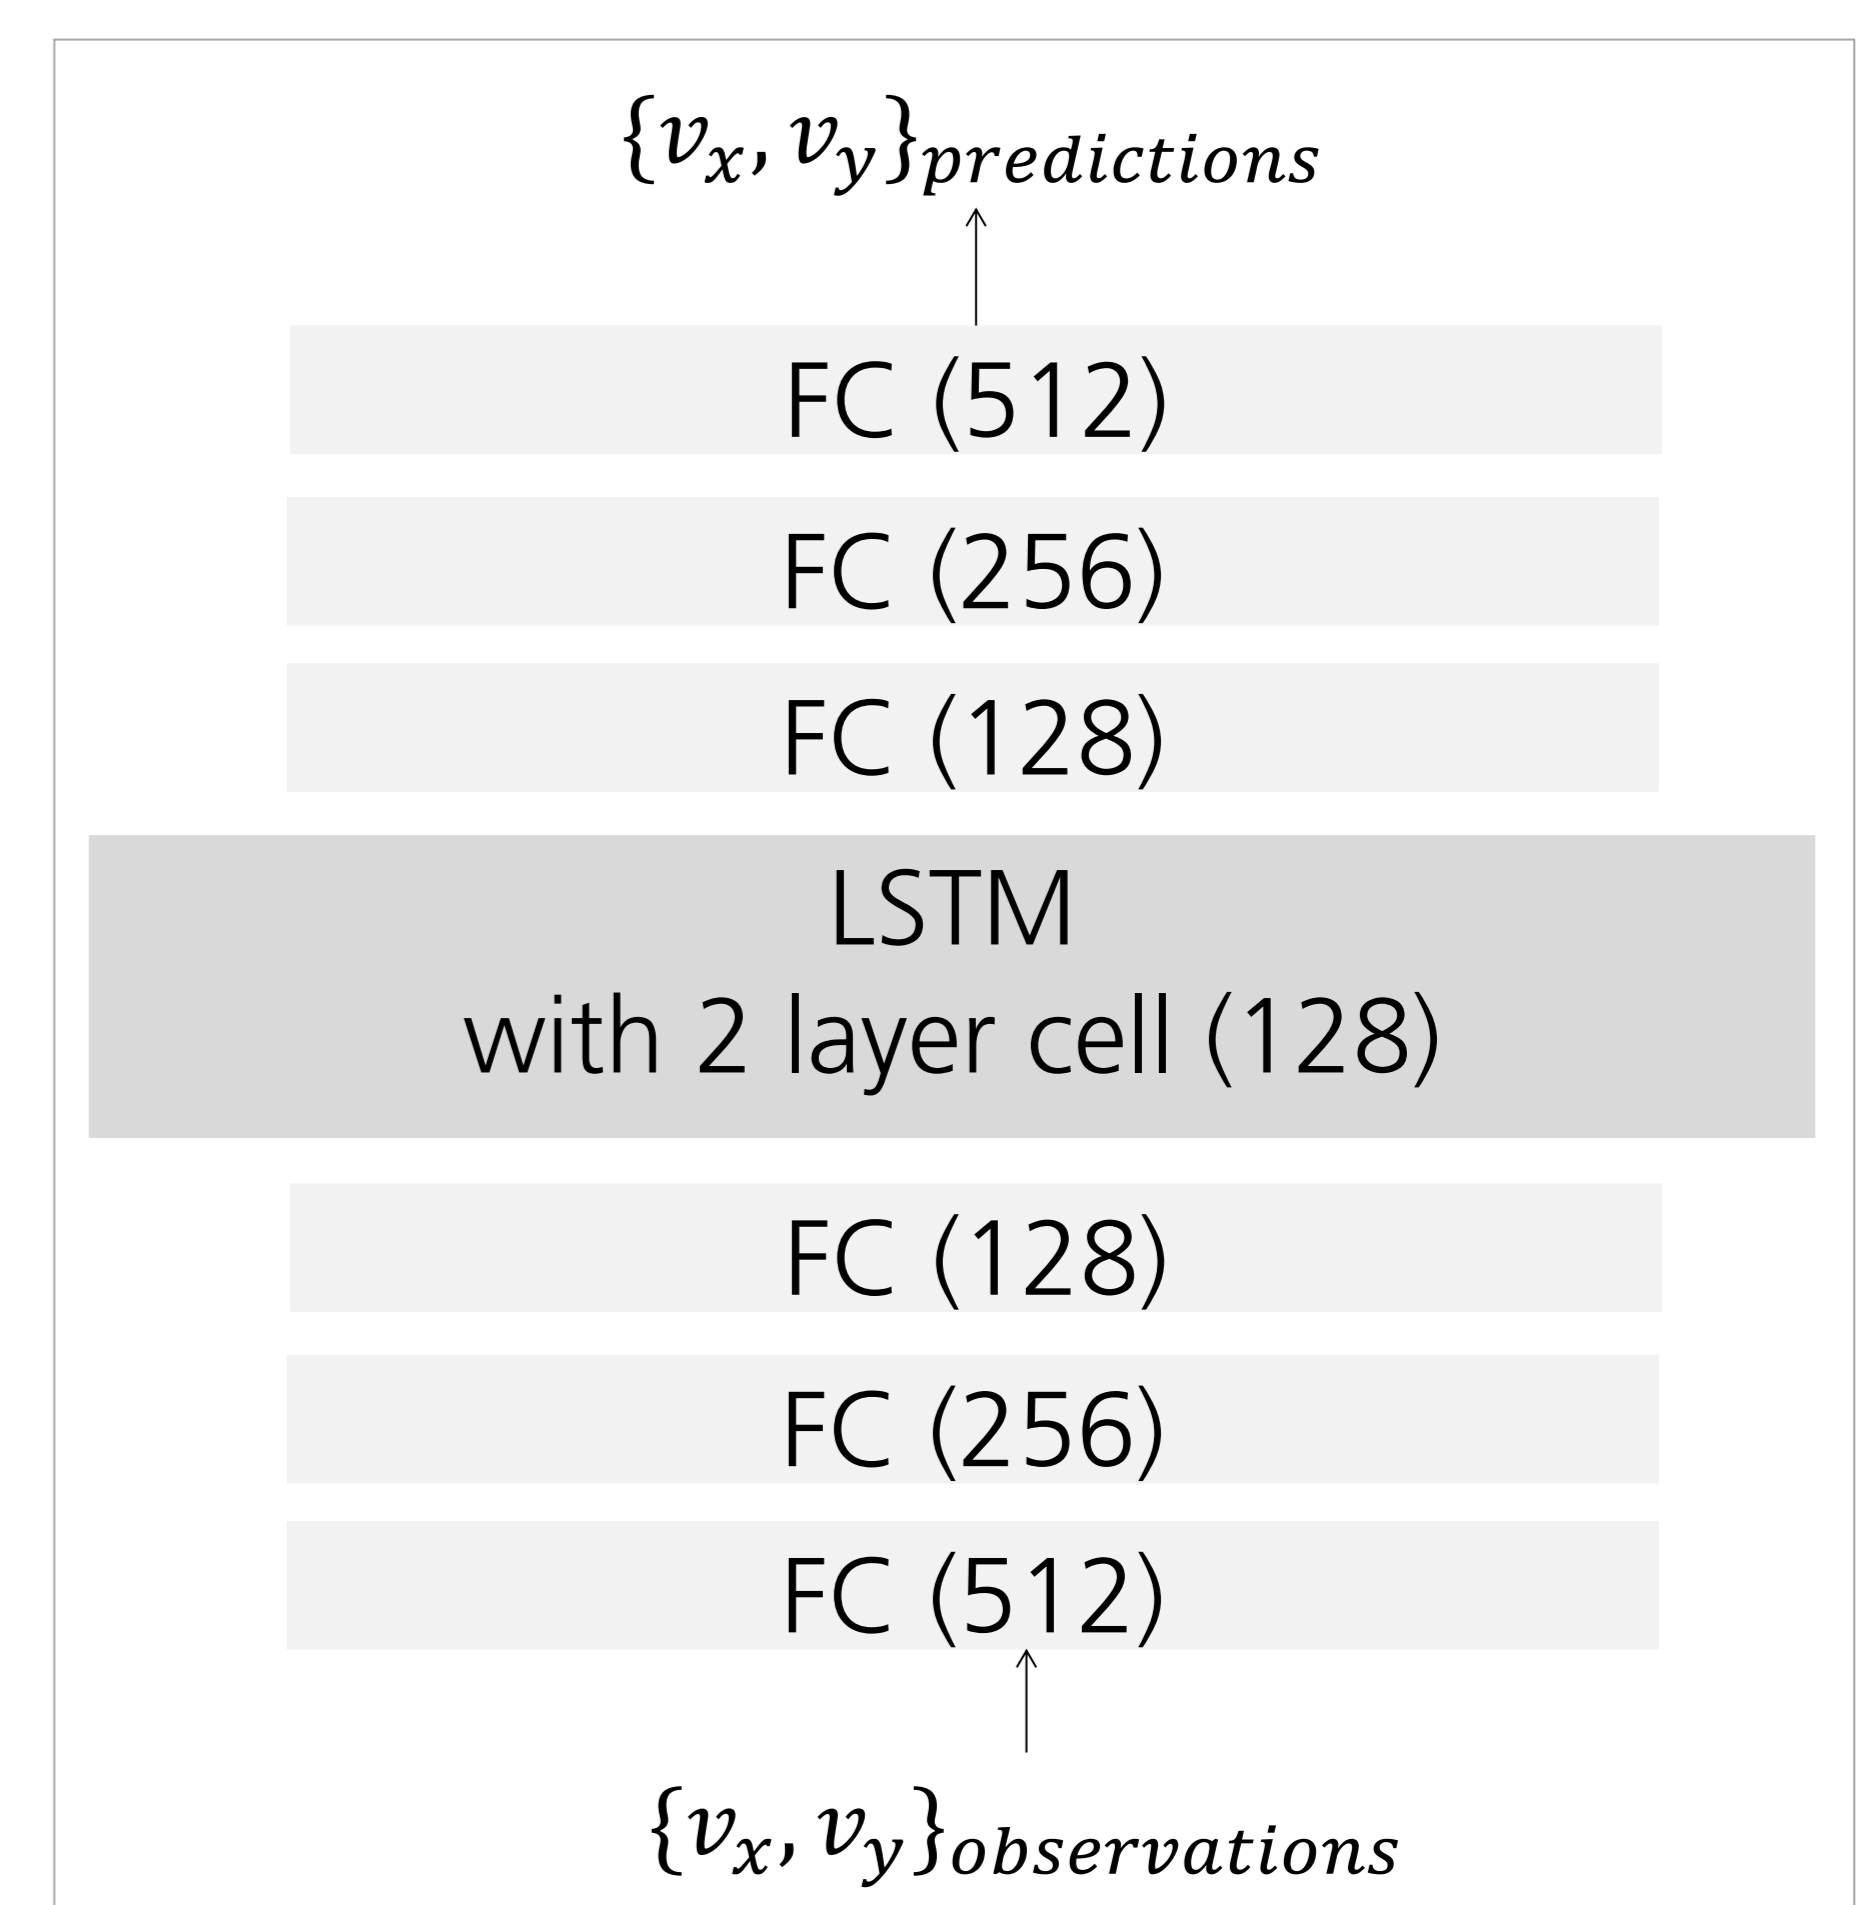 {v_x, v_y}_predictions
FC (512)
FC (256)
FC (128)
LSTM
with 2 layer cell (128)
FC (128)
FC (256)
FC (512)
{v_x, v_y}_observations